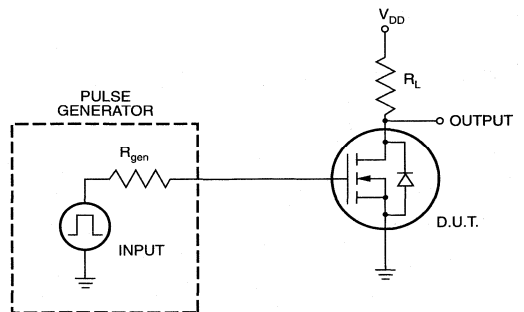 V_DD
R_L
PULSE
GENERATOR
OUTPUT
R_gen
D.U.T.
INPUT